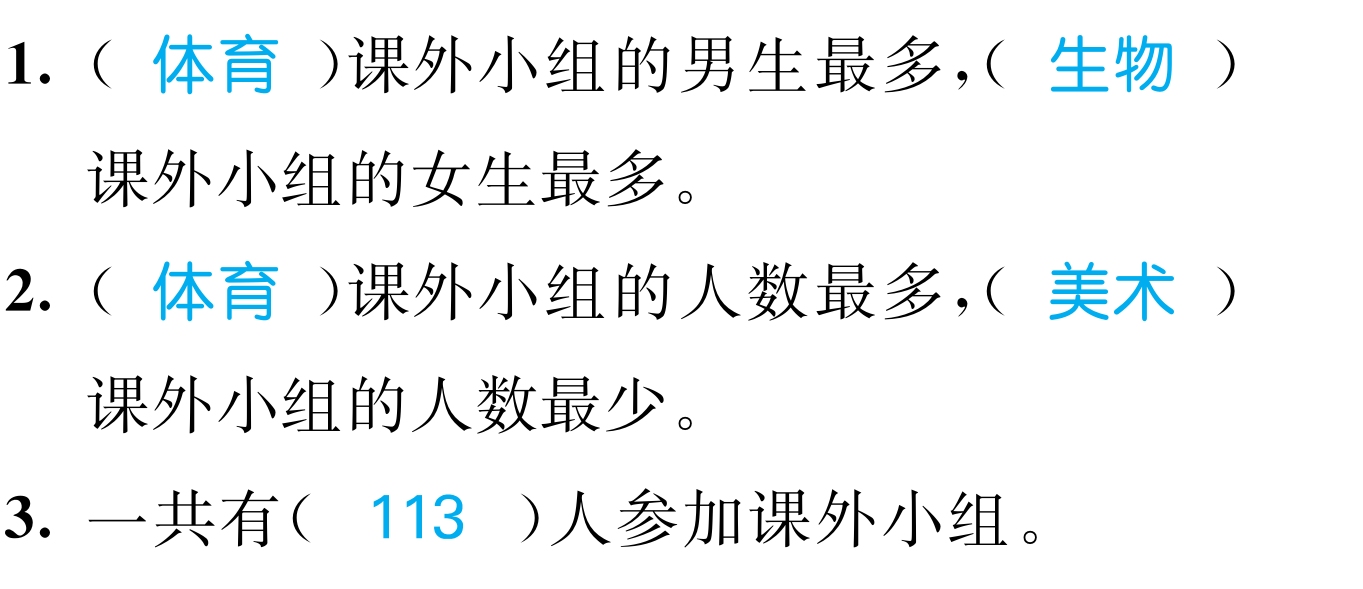 1. ( 体育 )课外小组的男生最多,( 生物 )
课外小组的女生最多。
2. ( 体育 )课外小组的人数最多,( 美术 )
课外小组的人数最少。
3. 一共有( 113 )人参加课外小组。